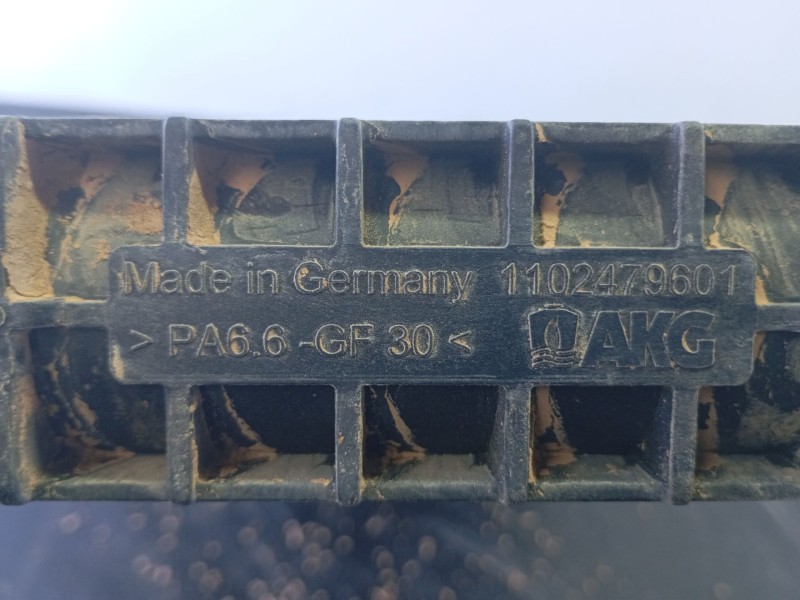 Made in Germany 1102479601
> PA6.6 -GF 30 < AKG